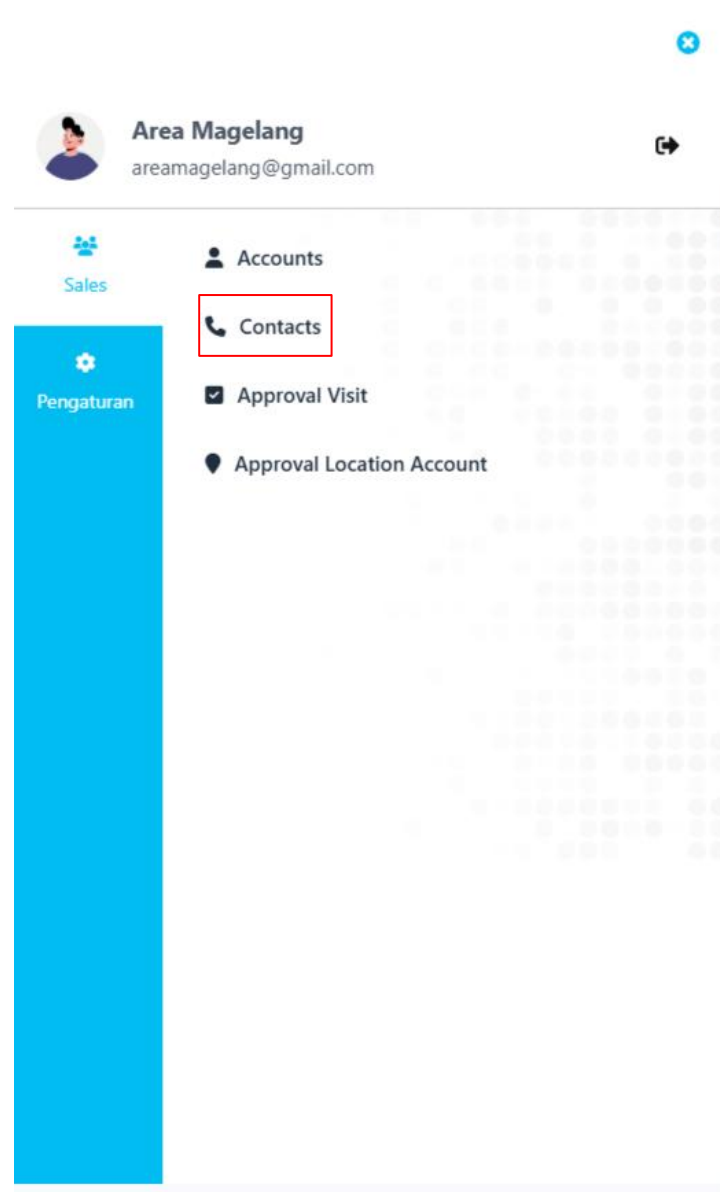 Area Magelang
areamagelang@gmail.com
Sales
Pengaturan
Accounts
Contacts
Approval Visit
Approval Location Account